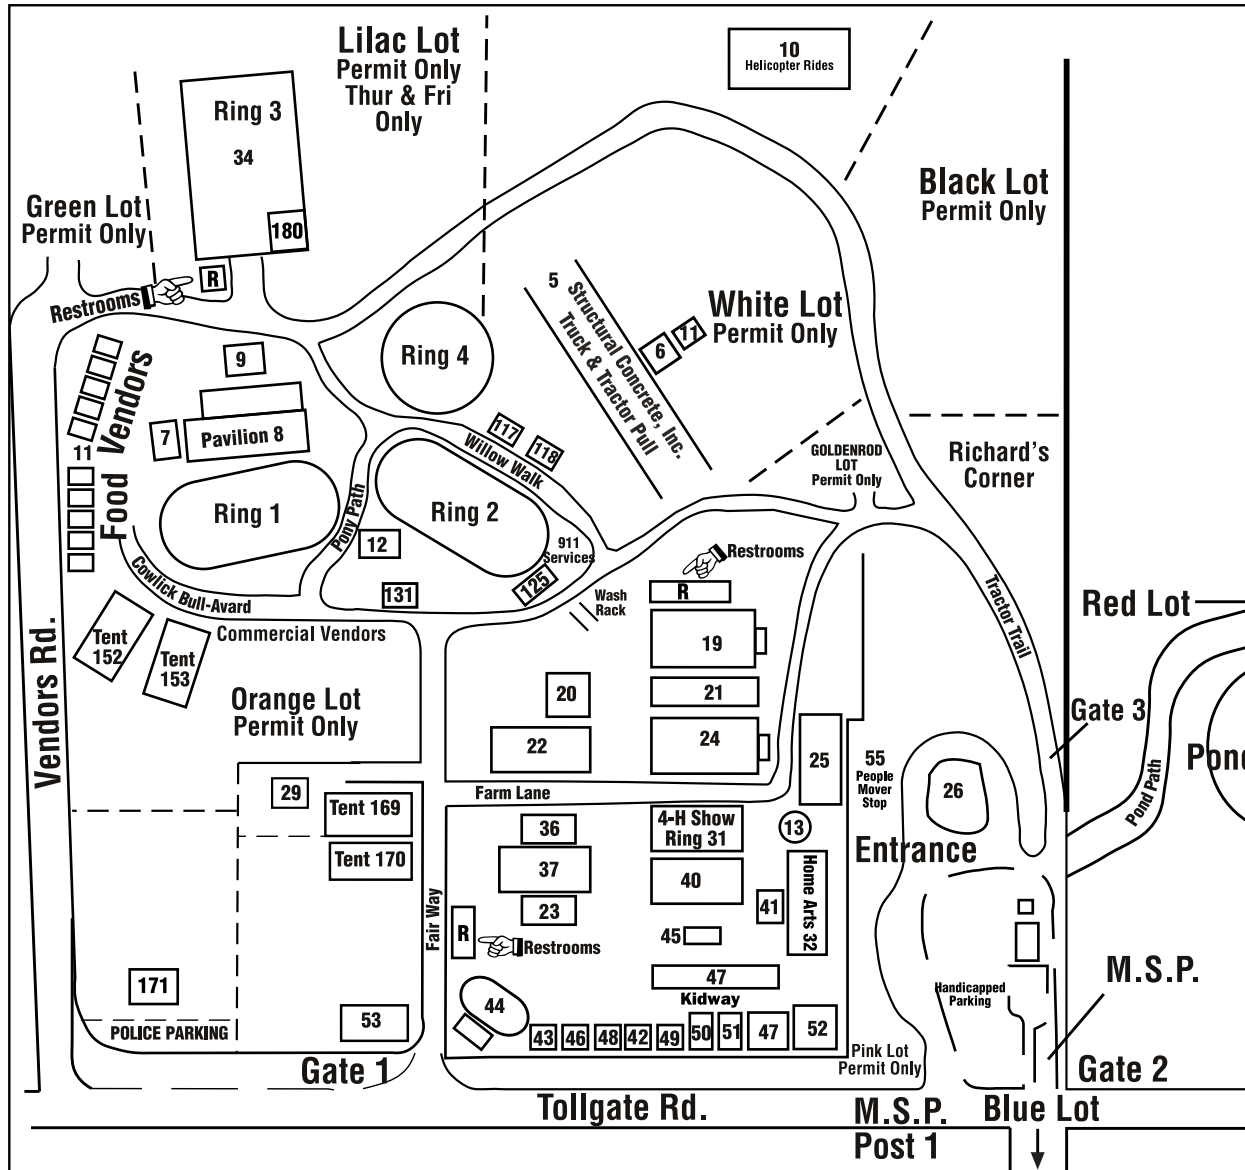 Lilac Lot
Permit Only
Thur & Fri
Only
10
Helicopter Rides
Ring 3
34
180
Green Lot
Permit Only
Black Lot
Permit Only
R
Restrooms
5
Structural Concrete, Inc.
Truck & Tractor Pull
White Lot
Permit Only
6
71
Ring 4
9
Food Vendors
11
7
Pavilion 8
117
118
Willow Walk
GOLDENROD
LOT
Permit Only
Richard's
Corner
Ring 1
Pony Path
Ring 2
12
911
Services
125
131
Restrooms
R
Wash
Rack
Cowlick Bull-Avard
Commercial Vendors
Tent
152
Tent
153
Tractor Trail
Red Lot
19
Vendors Rd.
Orange Lot
Permit Only
20
21
22
24
25
Gate 3
55
People
Mover
Stop
26
Pond
Pond Path
29
Farm Lane
Tent 169
36
4-H Show
Ring 31
13
Entrance
Tent 170
37
40
Home Arts 32
Fair Way
23
41
R
Restrooms
45
171
47
Kidway
Handicapped
Parking
M.S.P.
POLICE PARKING
53
44
43
46
48
42
49
50
51
47
52
Pink Lot
Permit Only
Gate 1
Gate 2
Tollgate Rd.
M.S.P.
Post 1
Blue Lot